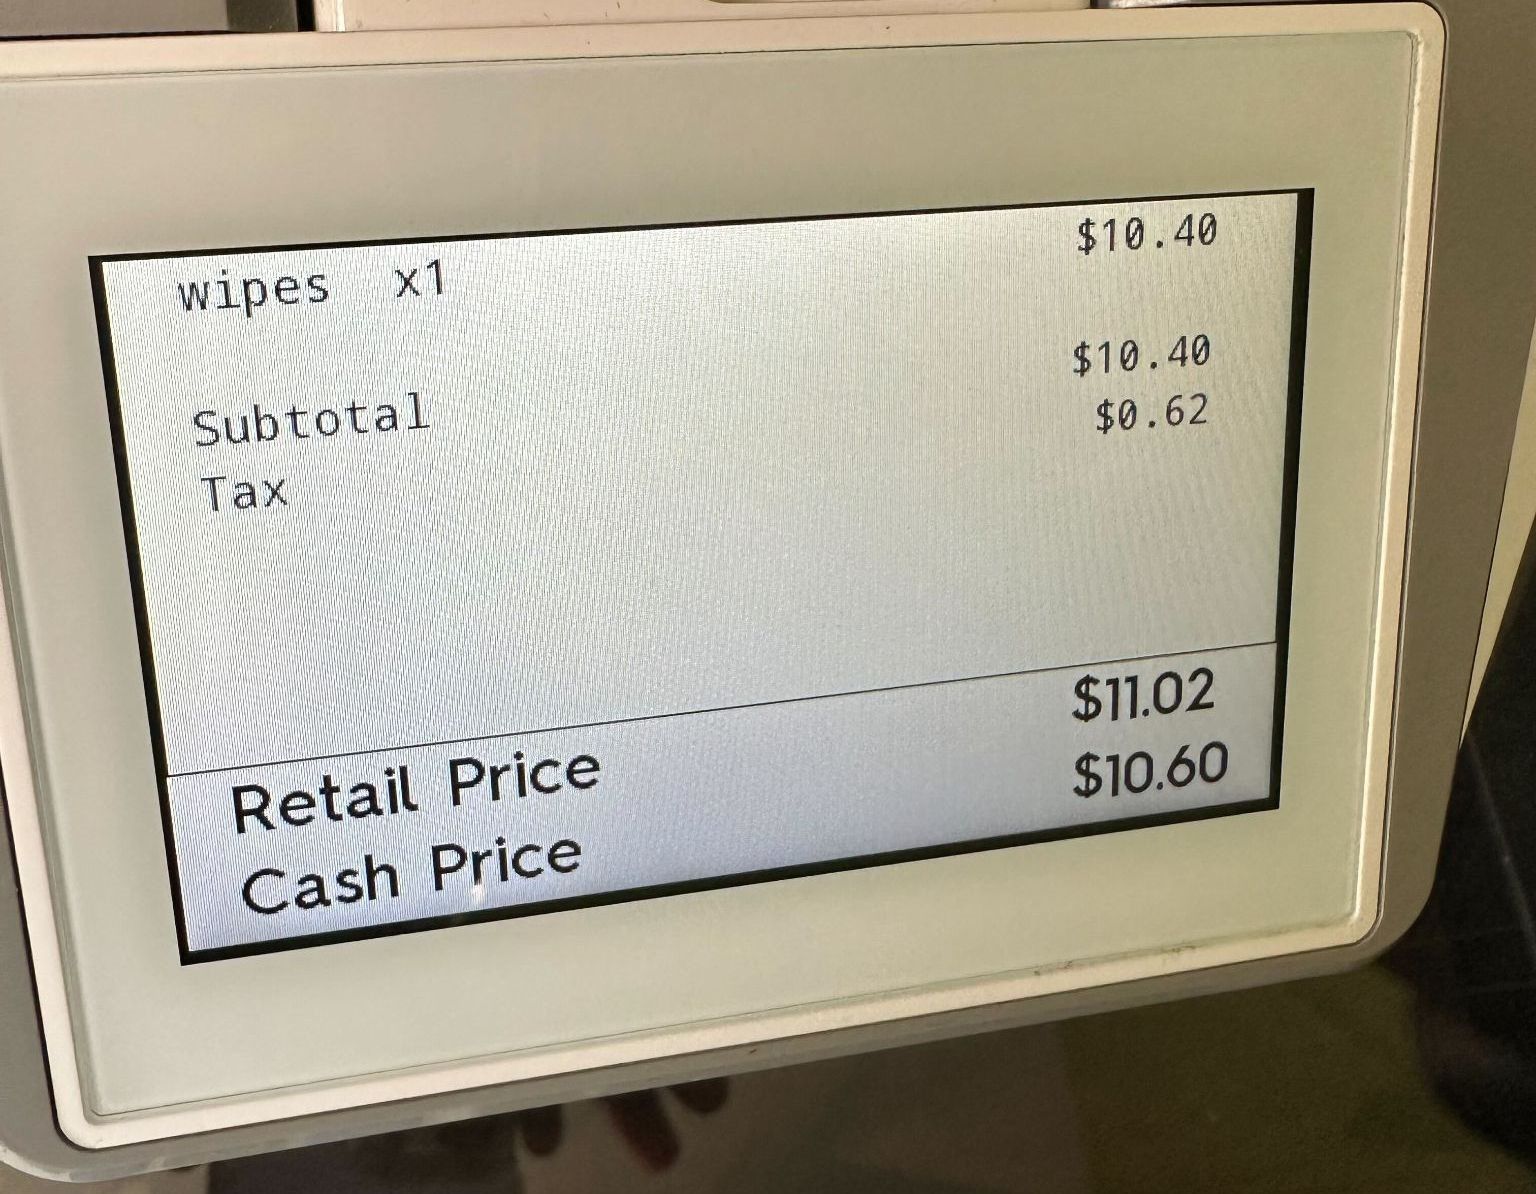 wipes x1 $10.40
Subtotal $10.40
Tax $0.62
Retail Price $11.02
Cash Price $10.60